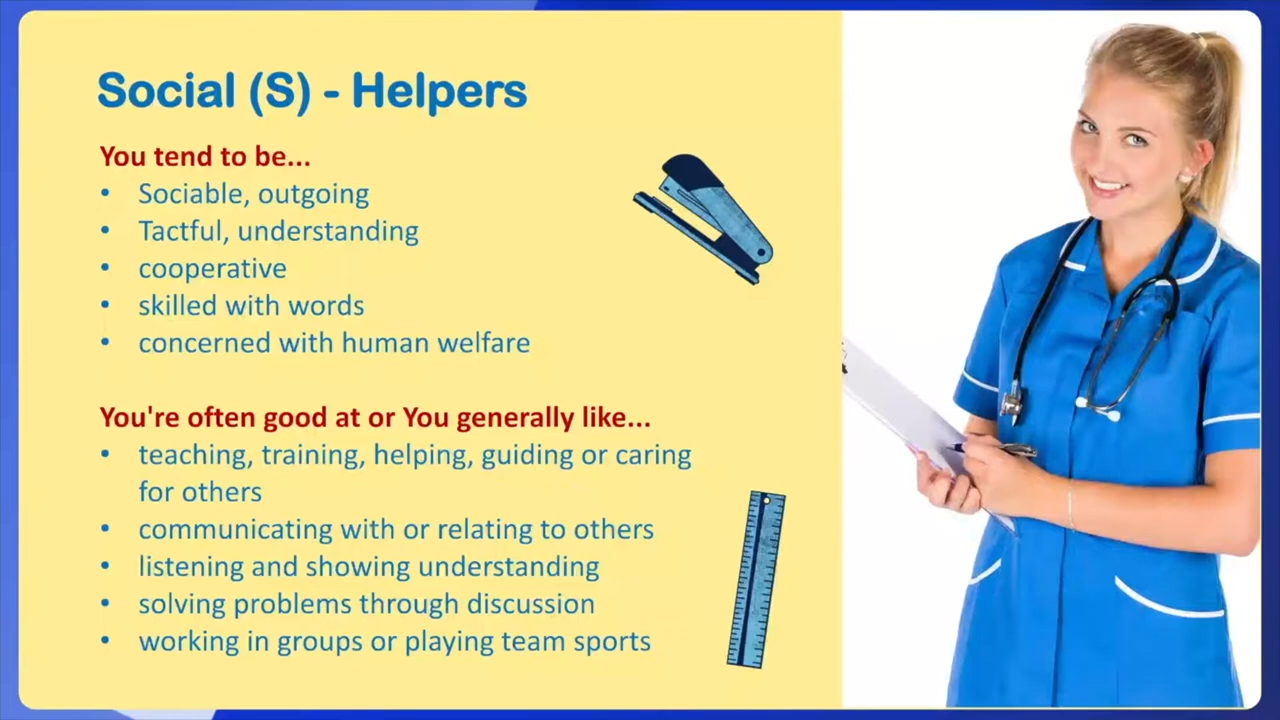 Social (S) - Helpers
You tend to be...
• Sociable, outgoing
• Tactful, understanding
• cooperative
• skilled with words
• concerned with human welfare
You're often good at or You generally like...
• teaching, training, helping, guiding or caring
for others
• communicating with or relating to others
• listening and showing understanding
• solving problems through discussion
• working in groups or playing team sports